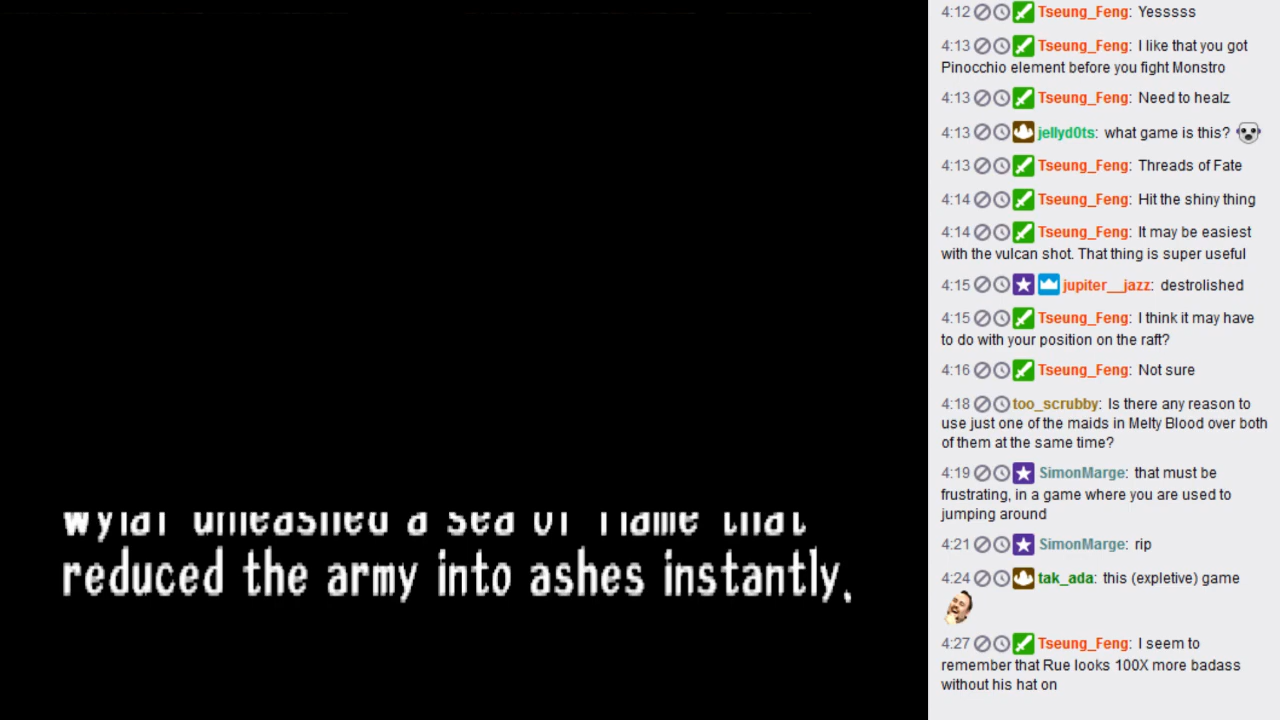 wylaf unleashed a sea of flame that
reduced the army into ashes instantly.
4:12 Tseung_Feng: Yesssss
4:13 Tseung_Feng: I like that you got
Pinocchio element before you fight Monstro
4:13 Tseung_Feng: Need to healz
4:13 jellyd0ts: what game is this?
4:13 Tseung_Feng: Threads of Fate
4:14 Tseung_Feng: Hit the shiny thing
4:14 Tseung_Feng: It may be easiest
with the vulcan shot. That thing is super useful
4:15 jupiter__jazz: destrolished
4:15 Tseung_Feng: I think it may have
to do with your position on the raft?
4:16 Tseung_Feng: Not sure
4:18 too_scrubby: Is there any reason to
use just one of the maids in Melty Blood over both
of them at the same time?
4:19 SimonMarge: that must be
frustrating, in a game where you are used to
jumping around
4:21 SimonMarge: rip
4:24 tak_ada: this (expletive) game
4:27 Tseung_Feng: I seem to
remember that Rue looks 100X more badass
without his hat on